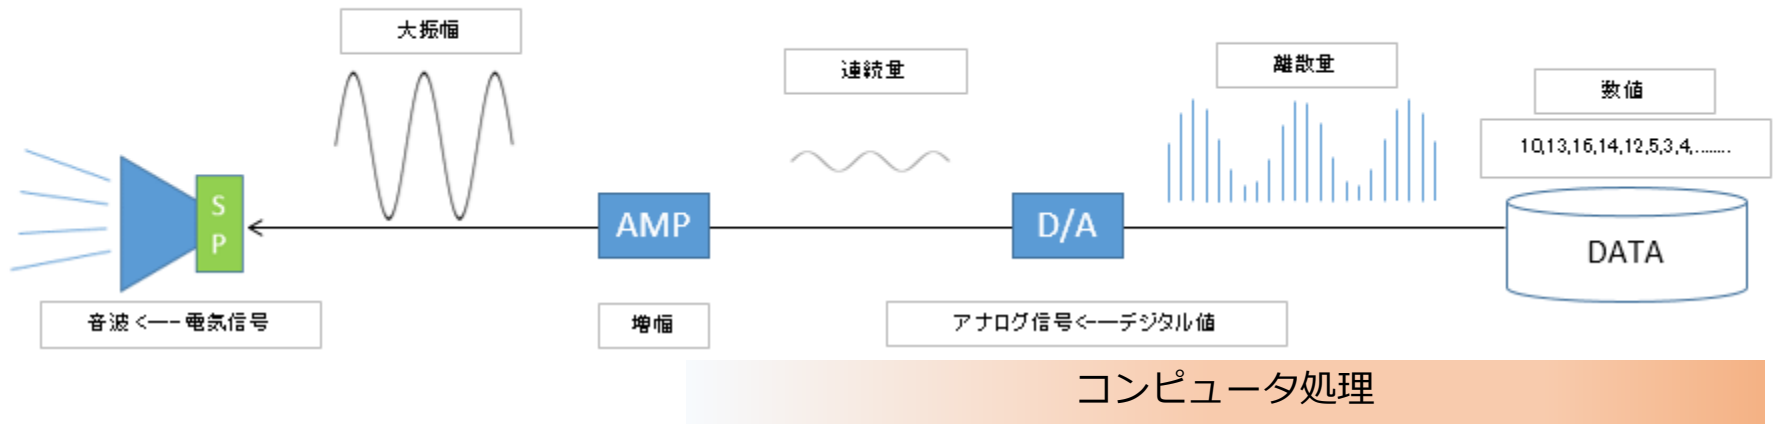 大振幅
連続量
離散量
数値
10,13,16,14,12,5,3,4,........
S
P
AMP
D/A
DATA
音波<---電気信号
増幅
アナログ信号<---デジタル値
コンピュータ処理